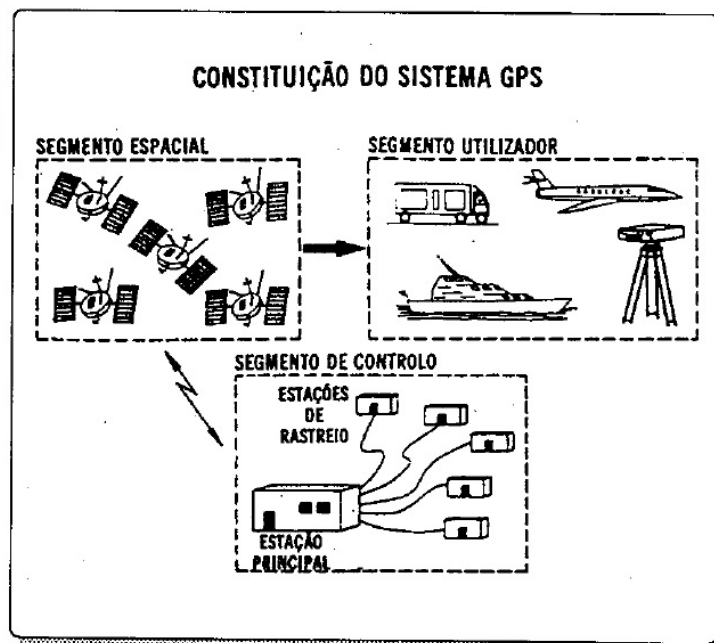 CONSTITUIÇÃO DO SISTEMA GPS
SEGMENTO ESPACIAL
SEGMENTO UTILIZADOR
SEGMENTO DE CONTROLO
ESTAÇÕES
DE
RASTREIO
ESTAÇÃO
PRINCIPAL